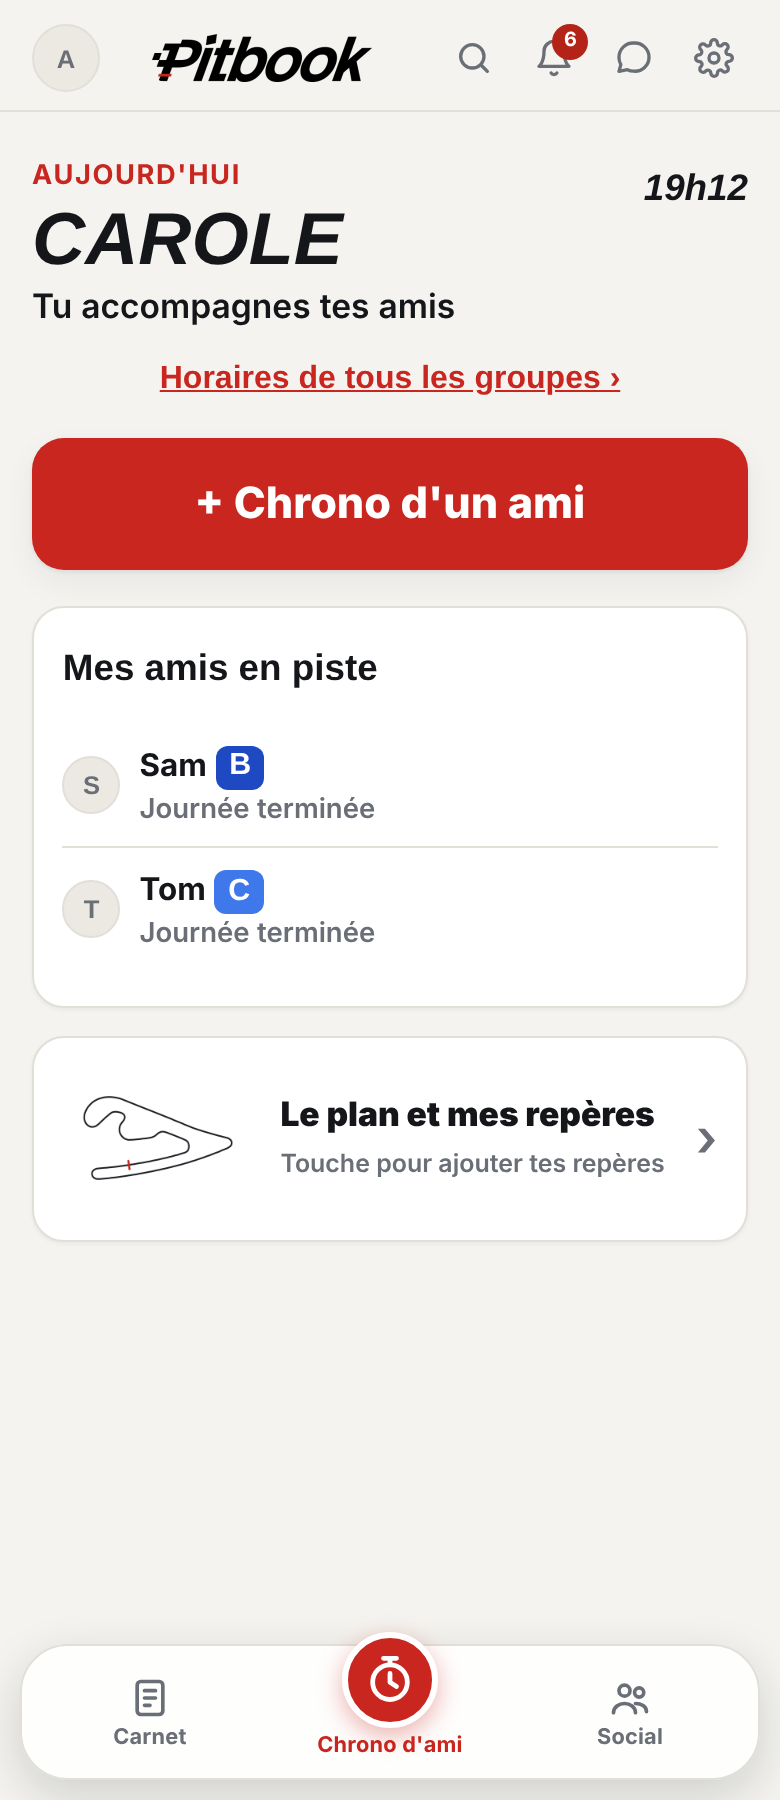 A
Pitbook
6
AUJOURD'HUI
19h12
CAROLE
Tu accompagnes tes amis
Horaires de tous les groupes ›
+ Chrono d'un ami
Mes amis en piste
S
Sam B
Journée terminée
T
Tom C
Journée terminée
Le plan et mes repères
Touche pour ajouter tes repères
Carnet
Chrono d'ami
Social